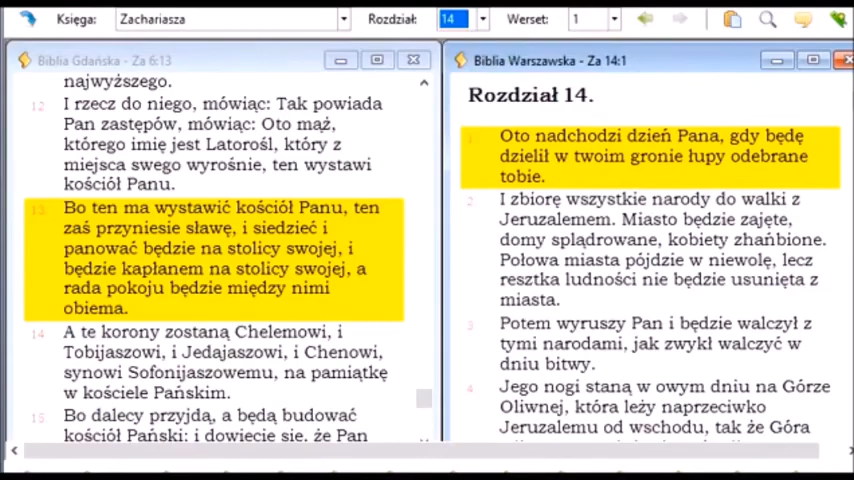 Księga: Zachariasza Rozdział: 14 Werset: 1
Biblia Gdańska - Za 6:13
najwyższego.
12 I rzecz do niego, mówiąc: Tak powiada
Pan zastępów, mówiąc: Oto mąż,
którego imię jest Latorośl, który z
miejsca swego wyrośnie, ten wystawi
kościół Panu.
13 Bo ten ma wystawić kościół Panu, ten
zaś przyniesie sławę, i siedzieć i
panować będzie na stolicy swojej, i
będzie kapłanem na stolicy swojej, a
rada pokoju będzie między nimi
obiema.
14 A te korony zostaną Chelemowi, i
Tobijaszowi, i Jedajaszowi, i Chenowi,
synowi Sofonijaszowemu, na pamiątkę
w kościele Pańskim.
15 Bo dalecy przyjdą, a będą budować
kościół Pański; i dowiecie się, że Pan
Biblia Warszawska - Za 14:1
Rozdział 14.
1 Oto nadchodzi dzień Pana, gdy będę
dzielił w twoim gronie łupy odebrane
tobie.
2 I zbiorę wszystkie narody do walki z
Jeruzalemem. Miasto będzie zajęte,
domy splądrowane, kobiety zhańbione.
Połowa miasta pójdzie w niewolę, lecz
resztka ludności nie będzie usunięta z
miasta.
3 Potem wyruszy Pan i będzie walczył z
tymi narodami, jak zwykł walczyć w
dniu bitwy.
4 Jego nogi staną w owym dniu na Górze
Oliwnej, która leży naprzeciwko
Jeruzalemu od wschodu, tak że Góra